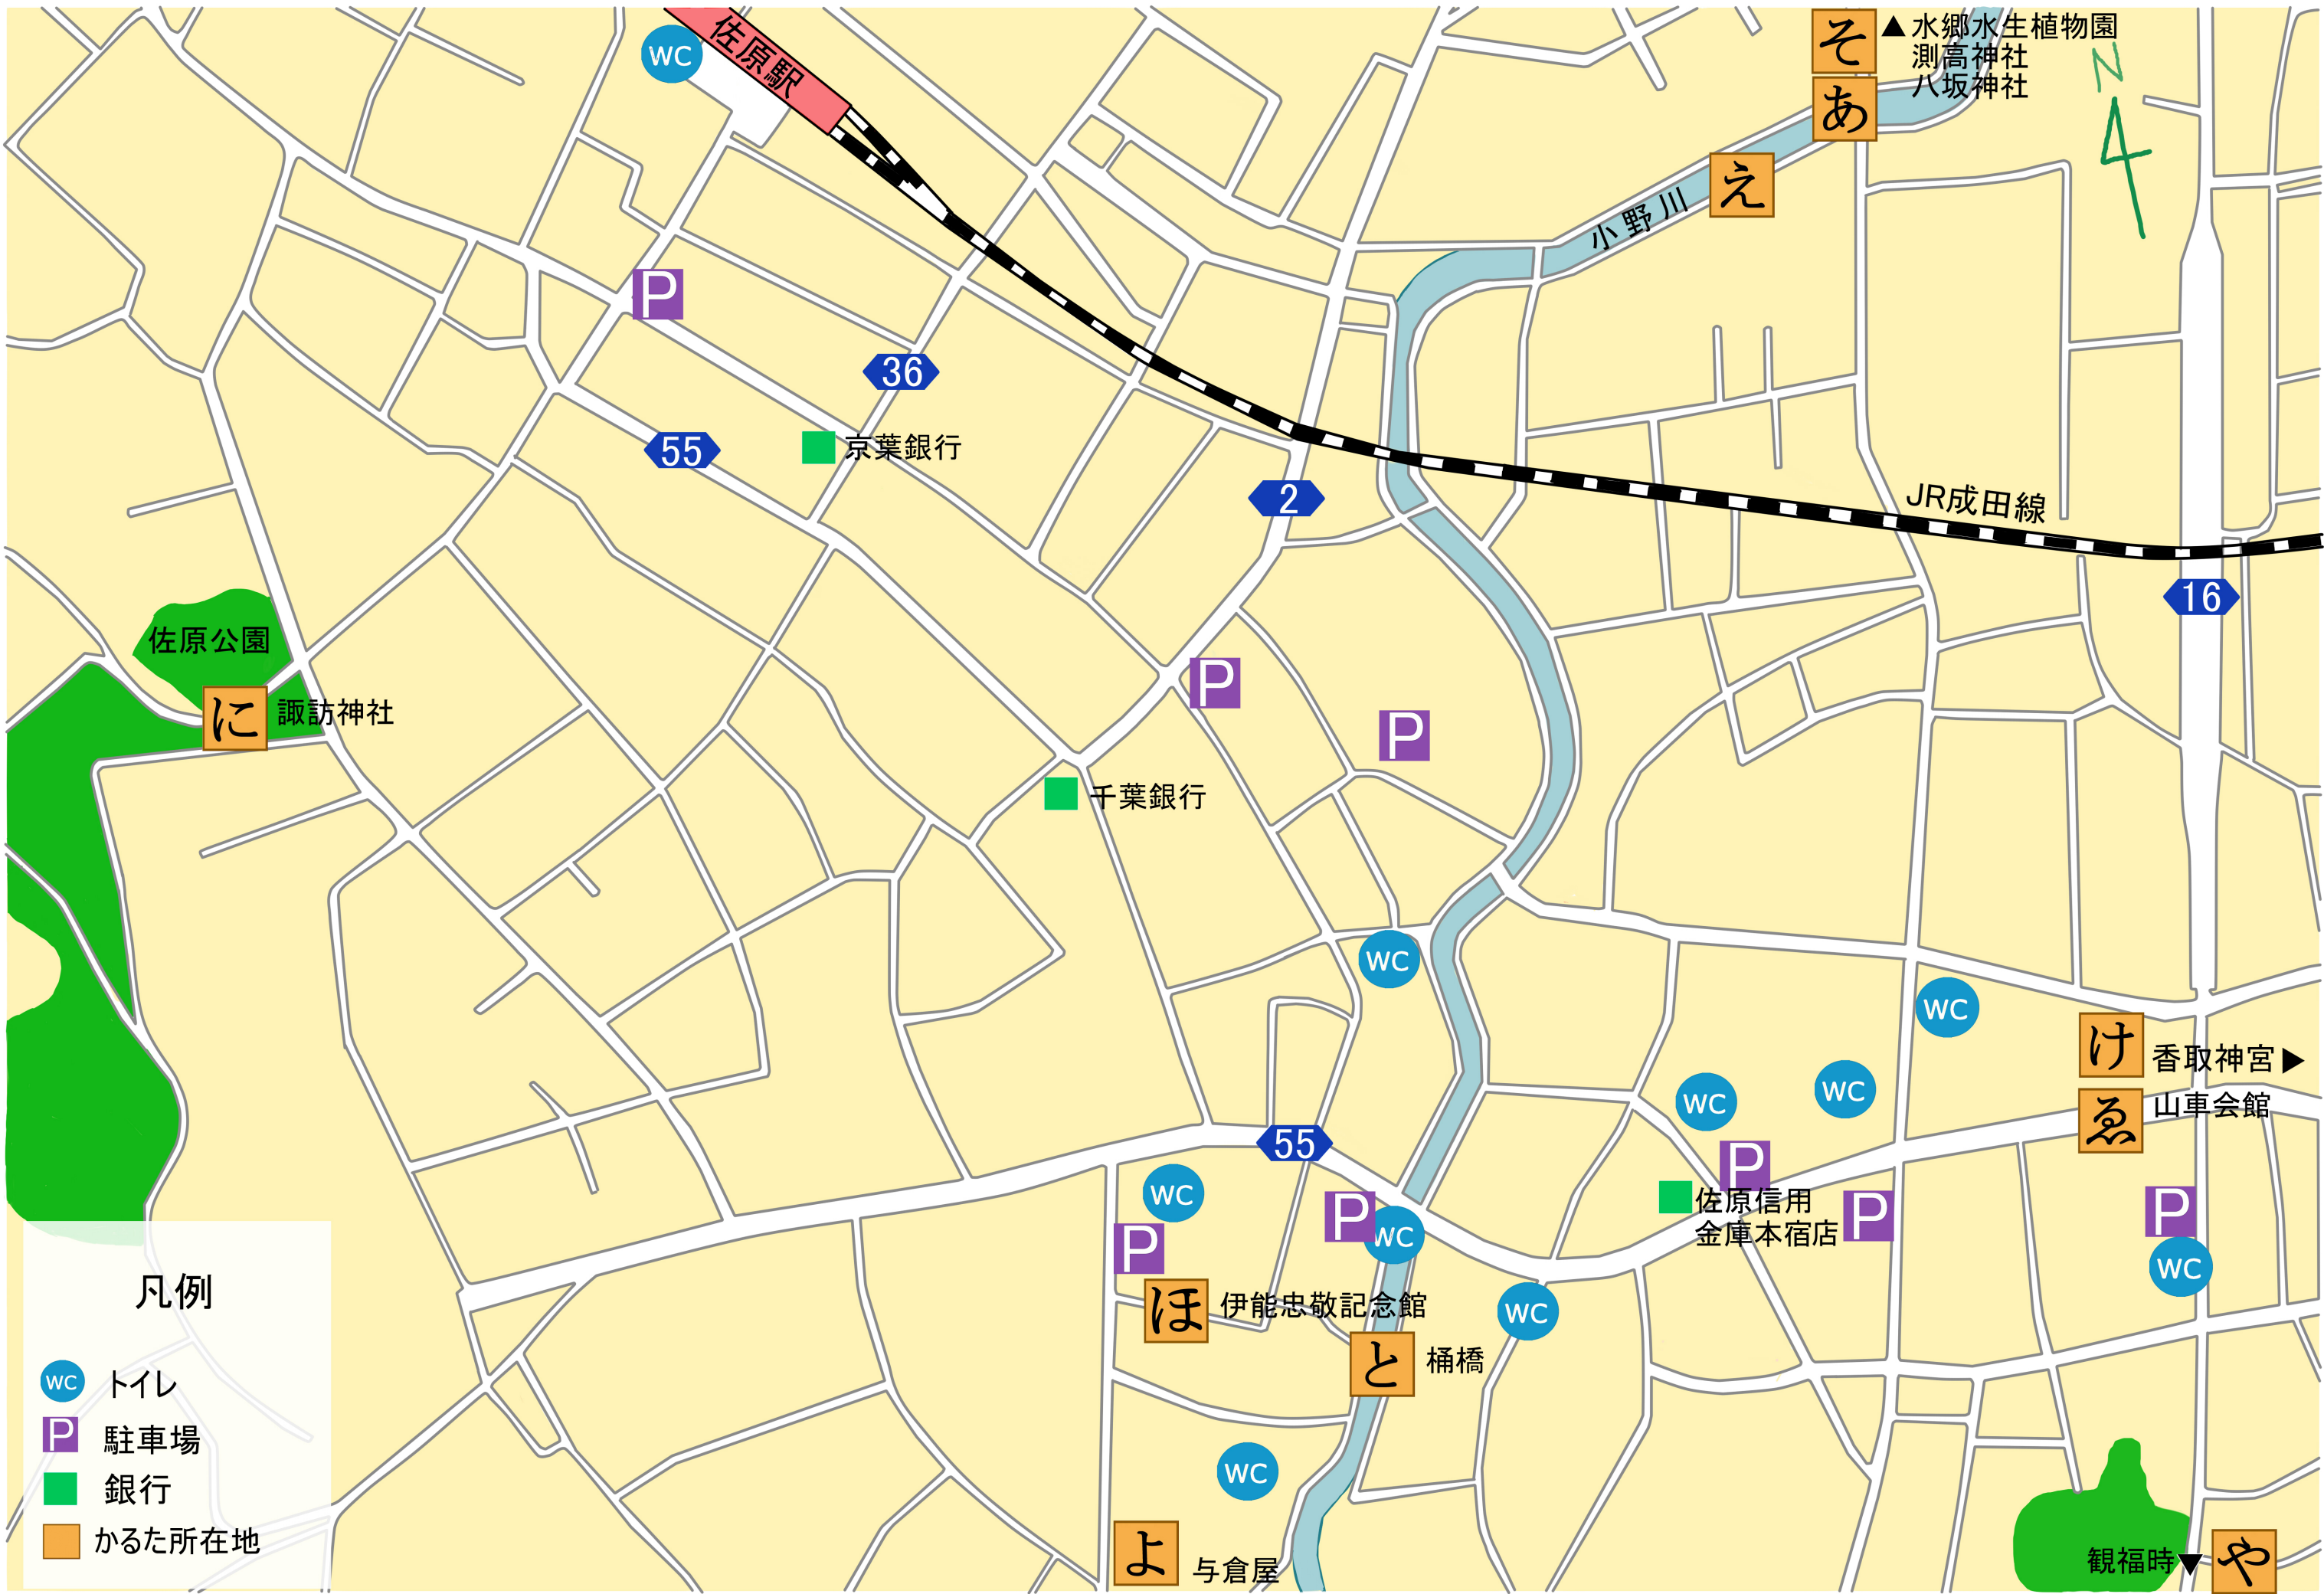 佐原駅
WC
そ
▲水郷水生植物園
測高神社
八坂神社
あ
N
え
小野川
P
36
55
京葉銀行
2
JR成田線
16
佐原公園
に
諏訪神社
P
P
千葉銀行
WC
WC
け
香取神宮▶
WC
WC
ゑ
山車会館
55
WC
P
P
佐原信用
金庫本宿店
P
P
WC
P
WC
ほ
伊能忠敬記念館
WC
と
桶橋
WC
よ
与倉屋
観福時▼
や
凡例
WC トイレ
P 駐車場
銀行
かるた所在地